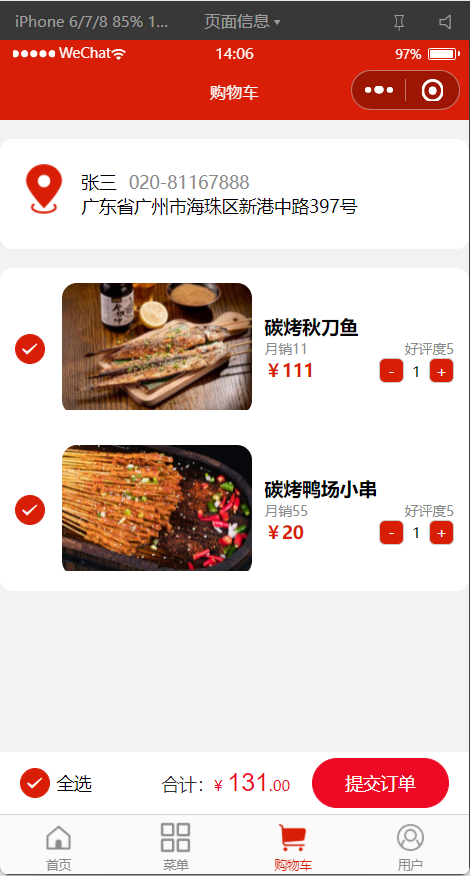 iPhone 6/7/8 85% 1... 页面信息
WeChat 14:06 97%
购物车
张三 020-81167888
广东省广州市海珠区新港中路397号
碳烤秋刀鱼
月销11 好评度5
￥111 - 1 +
碳烤鸭场小串
月销55 好评度5
￥20 - 1 +
全选 合计: ¥ 131.00 提交订单
首页 菜单 购物车 用户